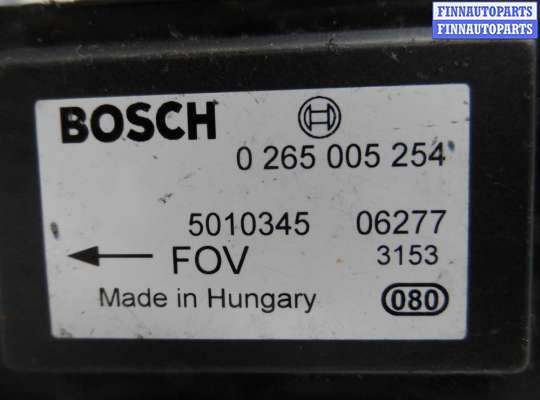 FINNAUTOPARTS
FINNAUTOPARTS
BOSCH
0 265 005 254
5010345 06277
FOV 3153
Made in Hungary 080